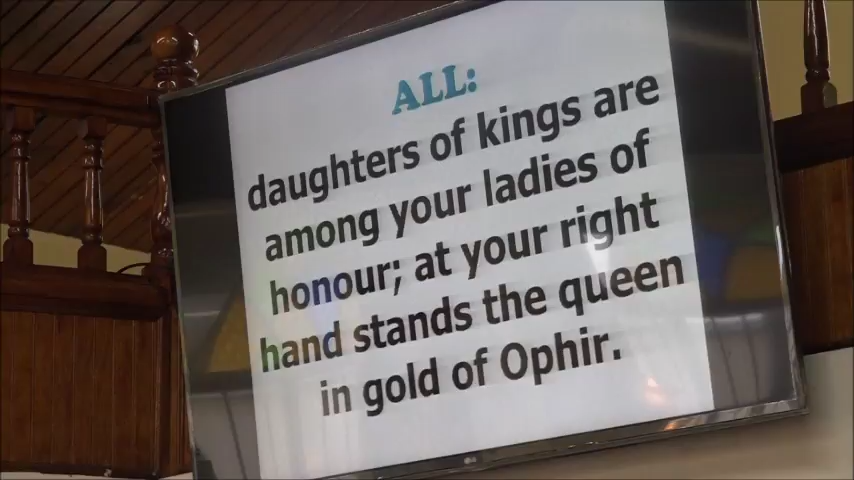 ALL:
daughters of kings are
among your ladies of
honour; at your right
hand stands the queen
in gold of Ophir.